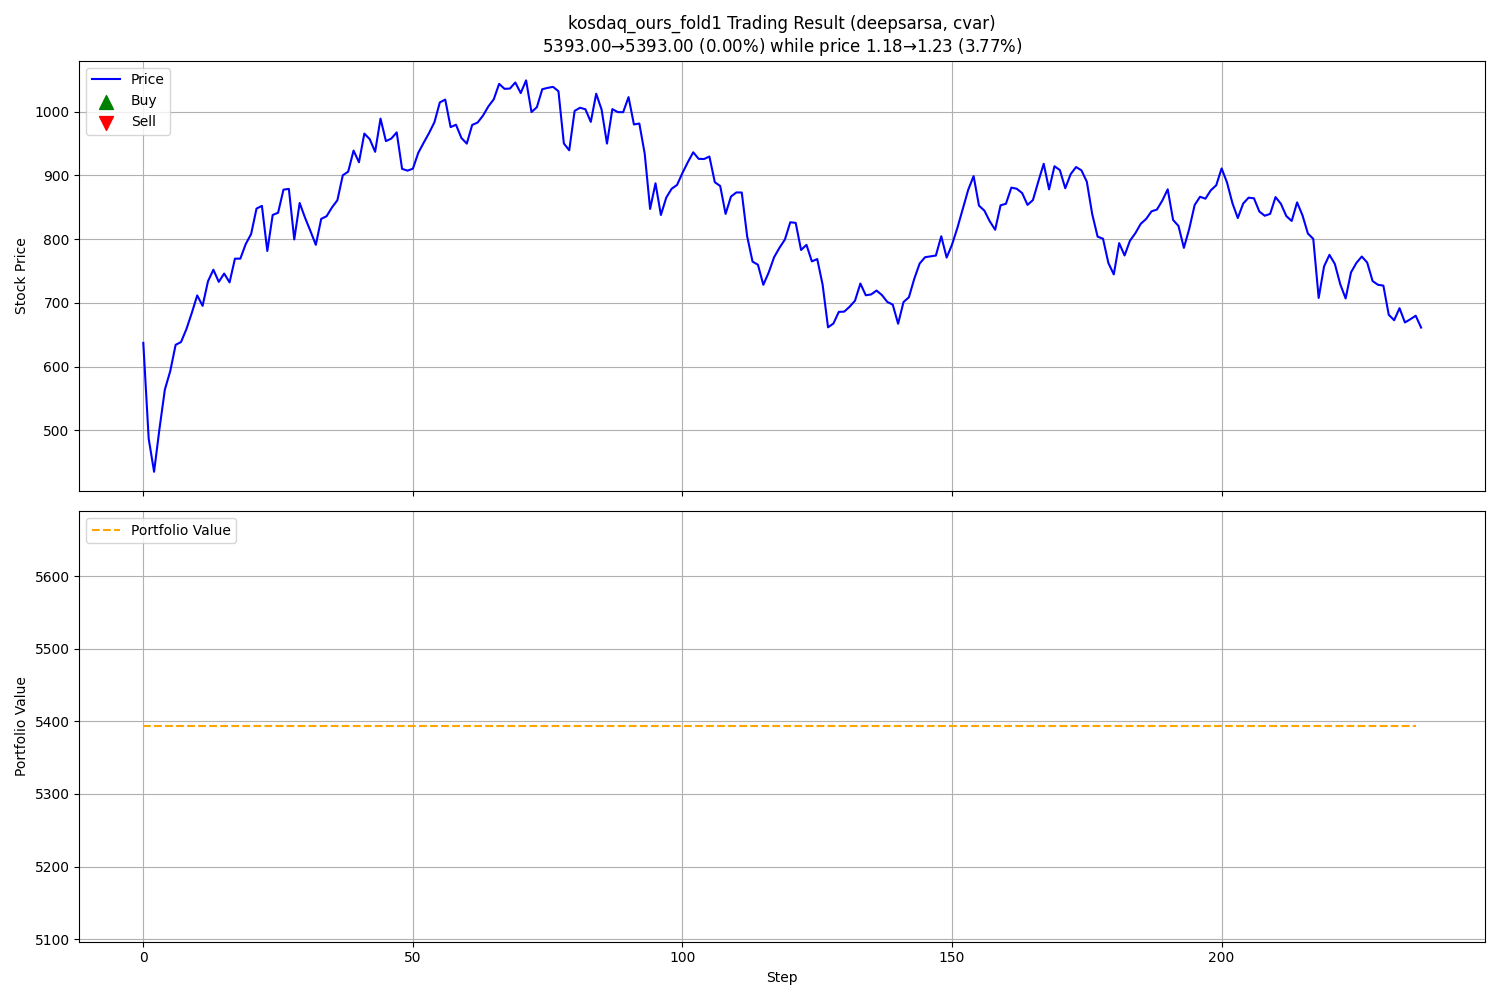 kosdaq_ours_fold1 Trading Result (deepsarsa, cvar)
5393.00→5393.00 (0.00%) while price 1.18→1.23 (3.77%)
Price
Buy
Sell
Stock Price
1000
900
800
700
600
500
Portfolio Value
Portfolio Value
5600
5500
5400
5300
5200
5100
0 50 100 150 200
Step